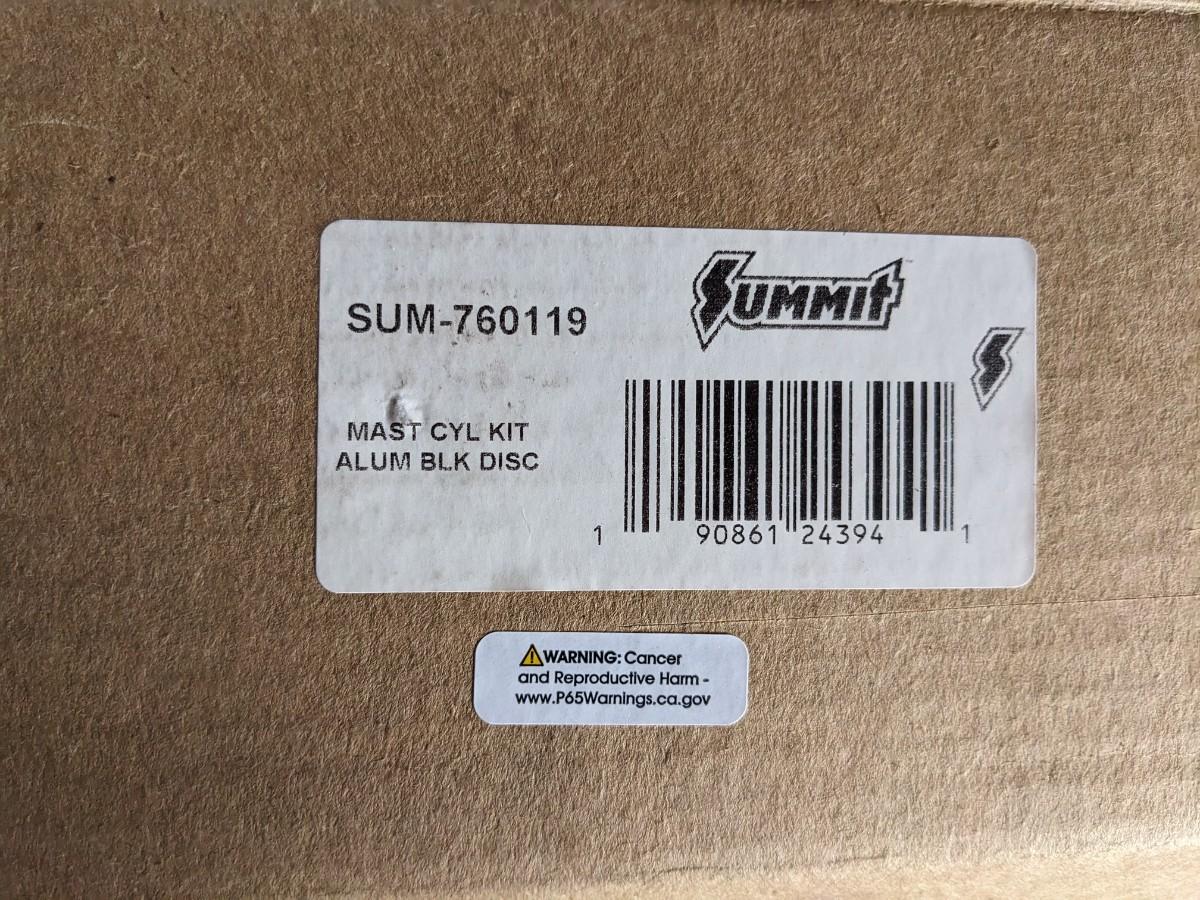 SUMMIT
SUM-760119
MAST CYL KIT
ALUM BLK DISC
1 90861 24394 1
⚠WARNING: Cancer
and Reproductive Harm -
www.P65Warnings.ca.gov